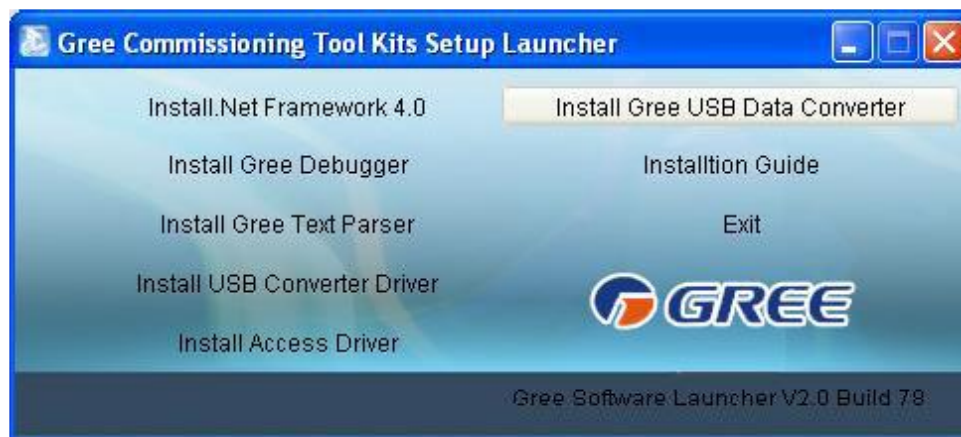 Gree Commissioning Tool Kits Setup Launcher
Install.Net Framework 4.0
Install Gree USB Data Converter
Install Gree Debugger
Installtion Guide
Install Gree Text Parser
Exit
Install USB Converter Driver
GREE
Install Access Driver
Gree Software Launcher V2.0 Build 78